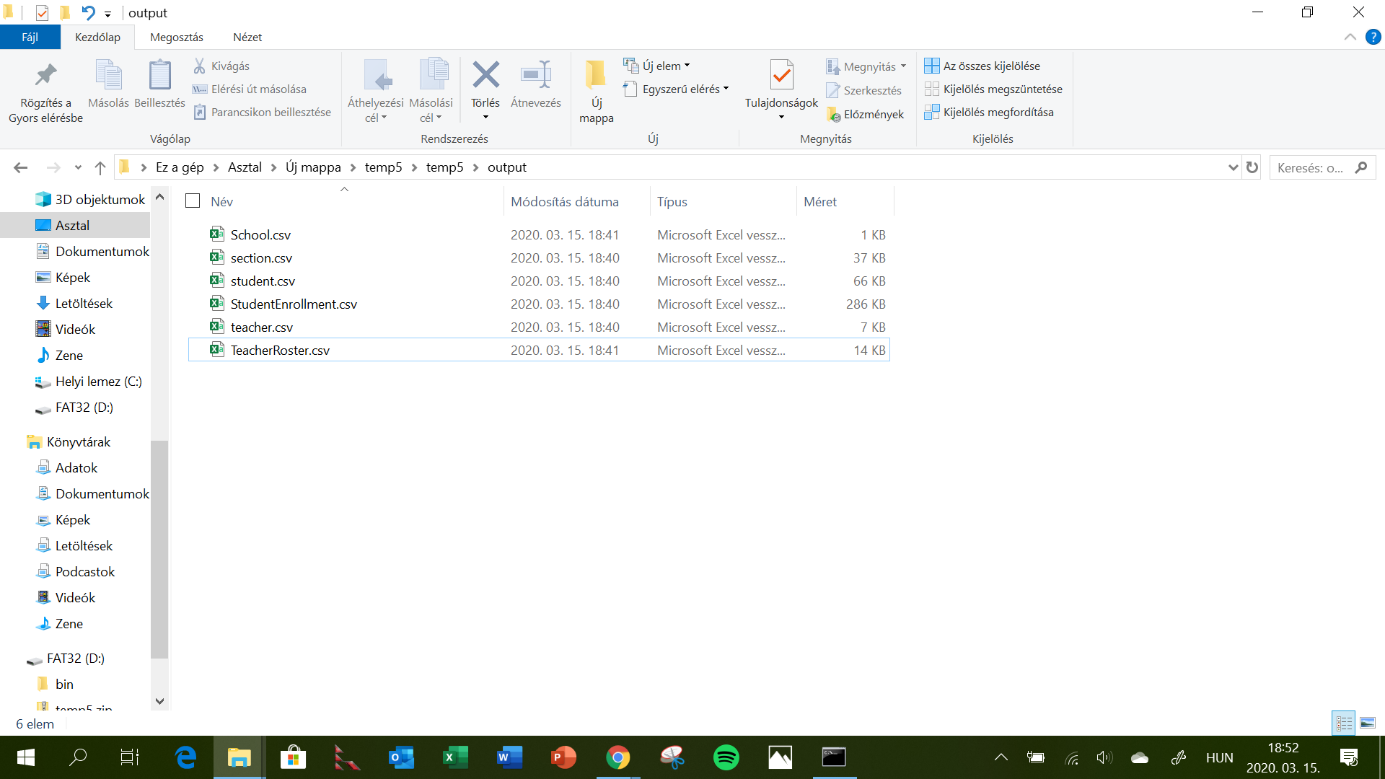 output
Fájl Kezdőlap Megosztás Nézet
Rögzítés a
Gyors elérésbe
Másolás
Beillesztés
Kivágás
Elérési út másolása
Parancsikon beillesztése
Vágólap
Áthelyezési
cél
Másolási
cél
Törlés
Átnevezés
Rendszerezés
Új
mappa
Új elem
Egyszerű elérés
Új
Tulajdonságok
Megnyitás
Szerkesztés
Előzmények
Megnyitás
Az összes kijelölése
Kijelölés megszüntetése
Kijelölés megfordítása
Kijelölés
Ez a gép > Asztal > Új mappa > temp5 > temp5 > output
Keresés: o...
3D objektumok
Asztal
Dokumentumok
Képek
Letöltések
Videók
Zene
Helyi lemez (C:)
FAT32 (D:)
Könyvtárak
Adatok
Dokumentumok
Képek
Letöltések
Podcastok
Videók
Zene
FAT32 (D:)
bin
temp5.zip
Név Módosítás dátuma Típus Méret
School.csv 2020. 03. 15. 18:41 Microsoft Excel vessz... 1 KB
section.csv 2020. 03. 15. 18:40 Microsoft Excel vessz... 37 KB
student.csv 2020. 03. 15. 18:40 Microsoft Excel vessz... 66 KB
StudentEnrollment.csv 2020. 03. 15. 18:40 Microsoft Excel vessz... 286 KB
teacher.csv 2020. 03. 15. 18:40 Microsoft Excel vessz... 7 KB
TeacherRoster.csv 2020. 03. 15. 18:41 Microsoft Excel vessz... 14 KB
6 elem
HUN
18:52
2020. 03. 15.